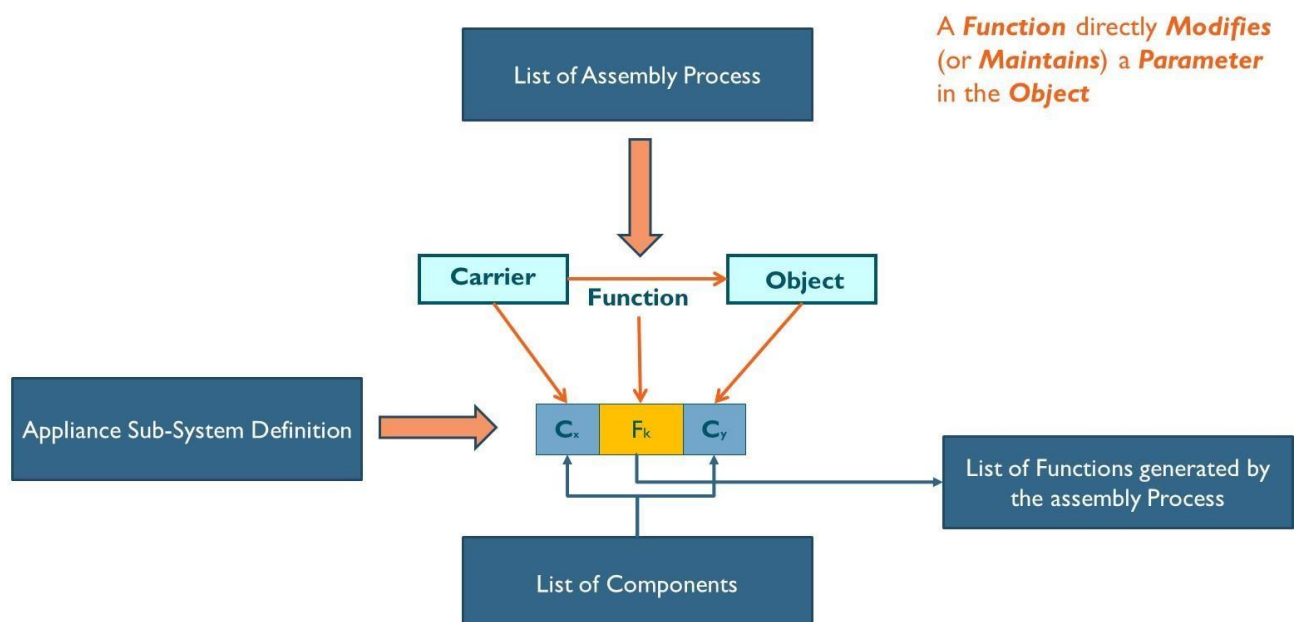 A Function directly Modifies
(or Maintains) a Parameter
in the Object
List of Assembly Process
Carrier
Function
Object
Appliance Sub-System Definition
Cx
Fk
Cy
List of Functions generated by
the assembly Process
List of Components